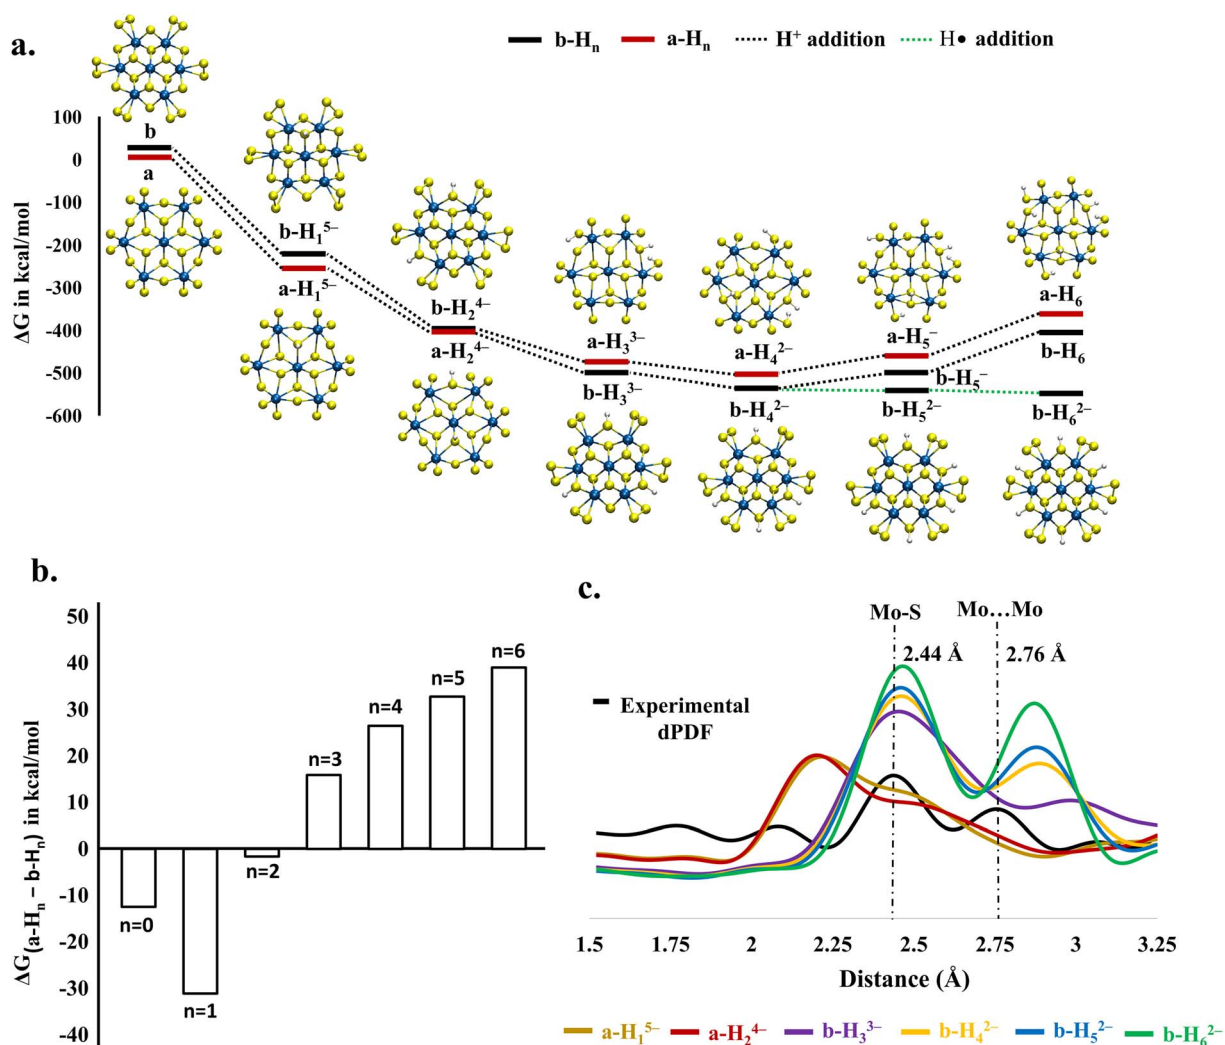 a.
b-Hₙ a-Hₙ H⁺ addition H● addition
ΔG in kcal/mol
100
0
-100
-200
-300
-400
-500
-600
b
a
b-H₁⁵⁻
a-H₁⁵⁻
b-H₂⁴⁻
a-H₂⁴⁻
a-H₃³⁻
b-H₃³⁻
a-H₄²⁻
b-H₄²⁻
a-H₅⁻
b-H₅⁻
b-H₅²⁻
a-H₆
b-H₆
b-H₆²⁻
b.
ΔG(a-Hₙ – b-Hₙ) in kcal/mol
50
40
30
20
10
0
-10
-20
-30
-40
n=0
n=1
n=2
n=3
n=4
n=5
n=6
c.
Mo-S Mo…Mo
2.44 Å 2.76 Å
Experimental
dPDF
1.5 1.75 2 2.25 2.5 2.75 3 3.25
Distance (Å)
a-H₁⁵⁻ a-H₂⁴⁻ b-H₃³⁻ b-H₄²⁻ b-H₅²⁻ b-H₆²⁻